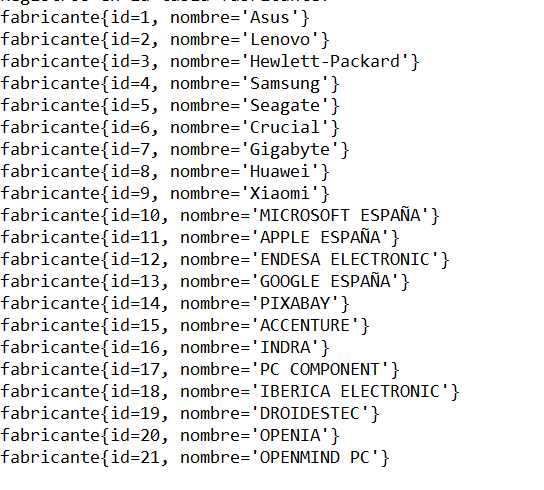 fabricante{id=1, nombre='Asus'}
fabricante{id=2, nombre='Lenovo'}
fabricante{id=3, nombre='Hewlett-Packard'}
fabricante{id=4, nombre='Samsung'}
fabricante{id=5, nombre='Seagate'}
fabricante{id=6, nombre='Crucial'}
fabricante{id=7, nombre='Gigabyte'}
fabricante{id=8, nombre='Huawei'}
fabricante{id=9, nombre='Xiaomi'}
fabricante{id=10, nombre='MICROSOFT ESPAÑA'}
fabricante{id=11, nombre='APPLE ESPAÑA'}
fabricante{id=12, nombre='ENDESA ELECTRONIC'}
fabricante{id=13, nombre='GOOGLE ESPAÑA'}
fabricante{id=14, nombre='PIXABAY'}
fabricante{id=15, nombre='ACCENTURE'}
fabricante{id=16, nombre='INDRA'}
fabricante{id=17, nombre='PC COMPONENT'}
fabricante{id=18, nombre='IBERICA ELECTRONIC'}
fabricante{id=19, nombre='DROIDESTEC'}
fabricante{id=20, nombre='OPENIA'}
fabricante{id=21, nombre='OPENMIND PC'}